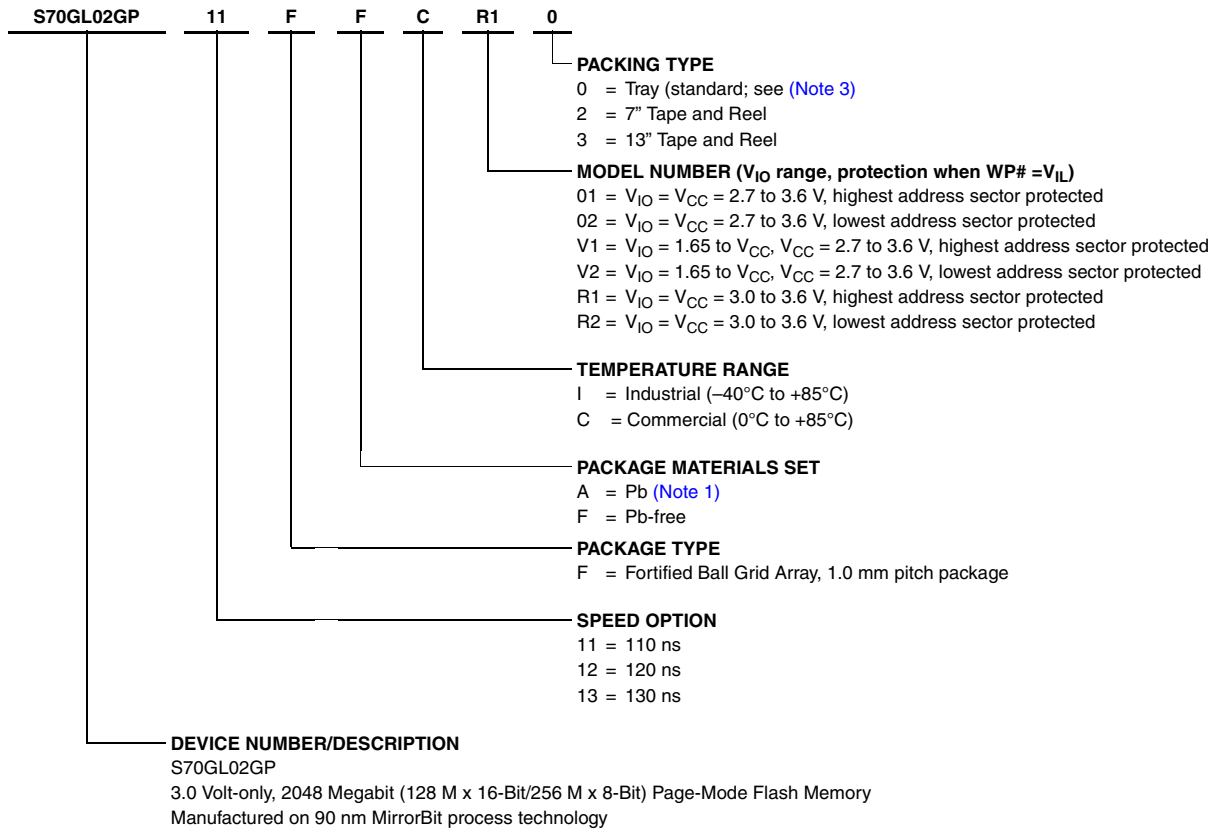 S70GL02GP 11 F F C R1 0
PACKING TYPE
0 = Tray (standard; see (Note 3)
2 = 7” Tape and Reel
3 = 13” Tape and Reel
MODEL NUMBER (VIO range, protection when WP# =VIL)
01 = VIO = VCC = 2.7 to 3.6 V, highest address sector protected
02 = VIO = VCC = 2.7 to 3.6 V, lowest address sector protected
V1 = VIO = 1.65 to VCC, VCC = 2.7 to 3.6 V, highest address sector protected
V2 = VIO = 1.65 to VCC, VCC = 2.7 to 3.6 V, lowest address sector protected
R1 = VIO = VCC = 3.0 to 3.6 V, highest address sector protected
R2 = VIO = VCC = 3.0 to 3.6 V, lowest address sector protected
TEMPERATURE RANGE
I = Industrial (–40°C to +85°C)
C = Commercial (0°C to +85°C)
PACKAGE MATERIALS SET
A = Pb (Note 1)
F = Pb-free
PACKAGE TYPE
F = Fortified Ball Grid Array, 1.0 mm pitch package
SPEED OPTION
11 = 110 ns
12 = 120 ns
13 = 130 ns
DEVICE NUMBER/DESCRIPTION
S70GL02GP
3.0 Volt-only, 2048 Megabit (128 M x 16-Bit/256 M x 8-Bit) Page-Mode Flash Memory
Manufactured on 90 nm MirrorBit process technology